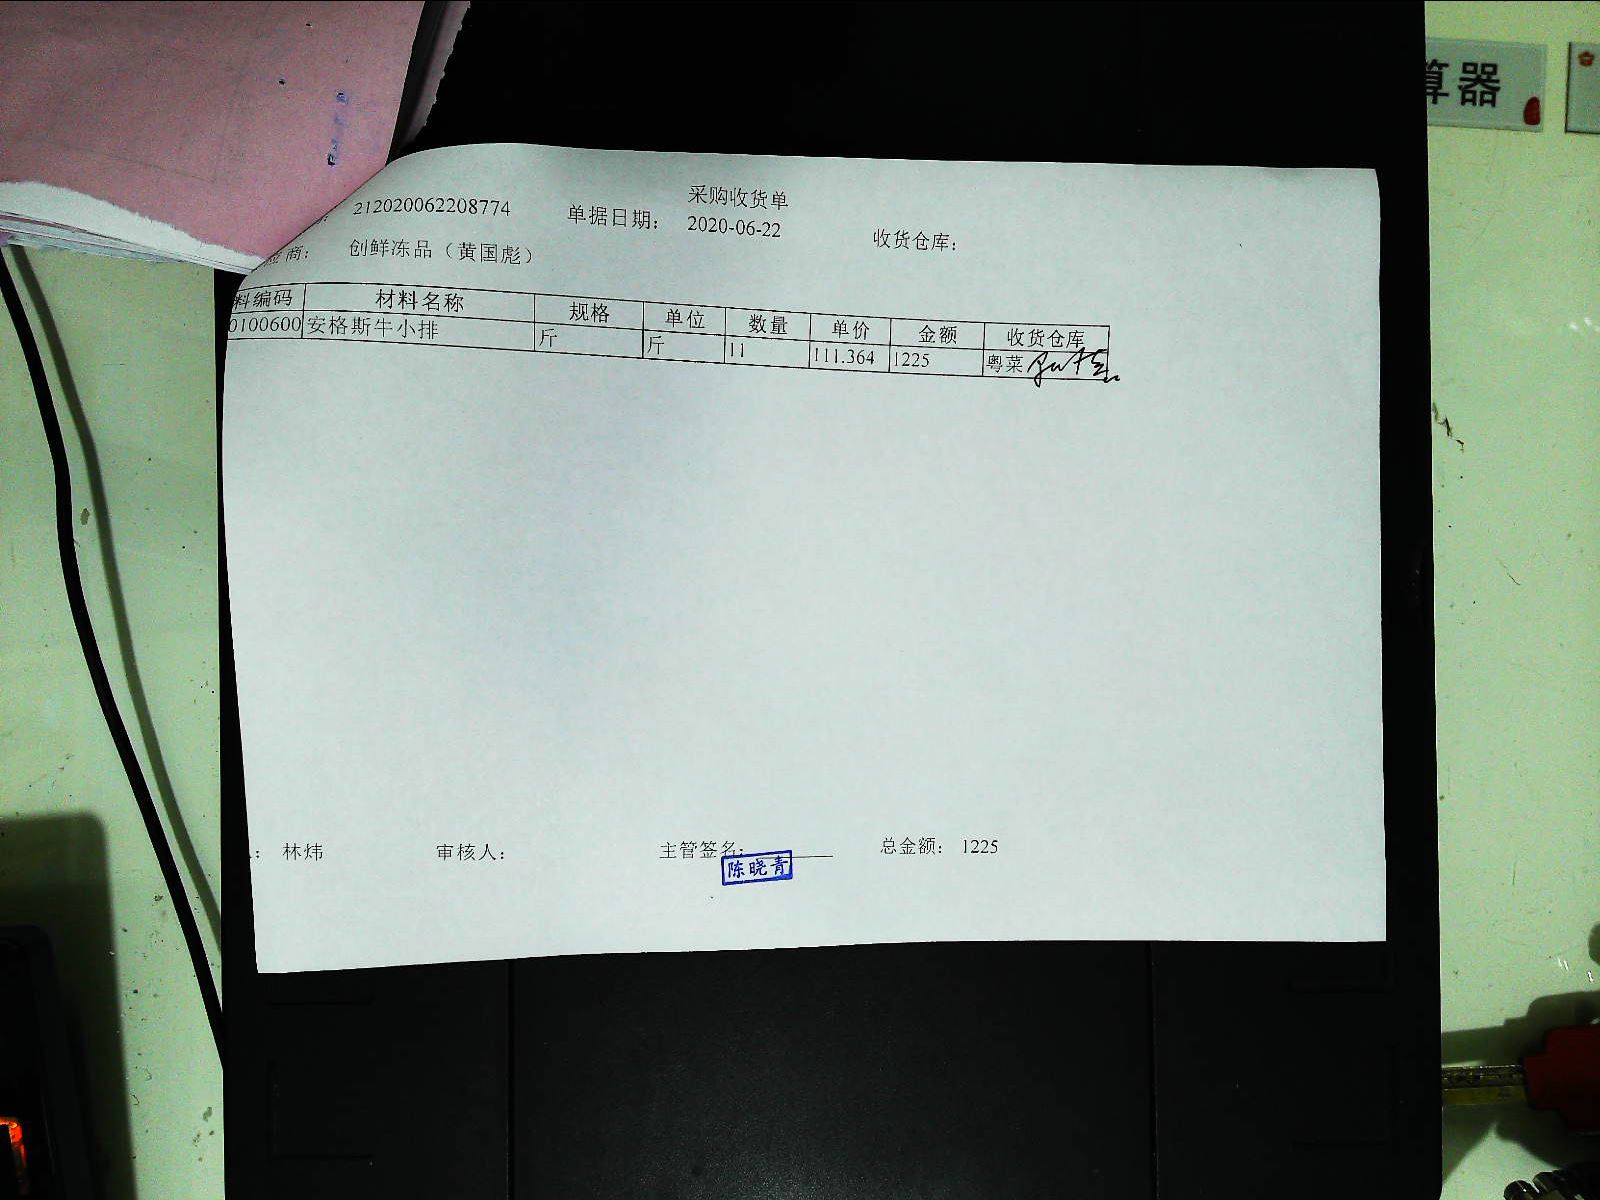 算器
采购收货单
: 212020062208774 单据日期： 2020-06-22 收货仓库：
应商： 创鲜冻品（黄国彪）
料编码 材料名称 规格 单位 数量 单价 金额 收货仓库
0100600 安格斯牛小排 斤 斤 11 111.364 1225 粤菜
： 林炜 审核人： 主管签名： 总金额： 1225
陈晓青